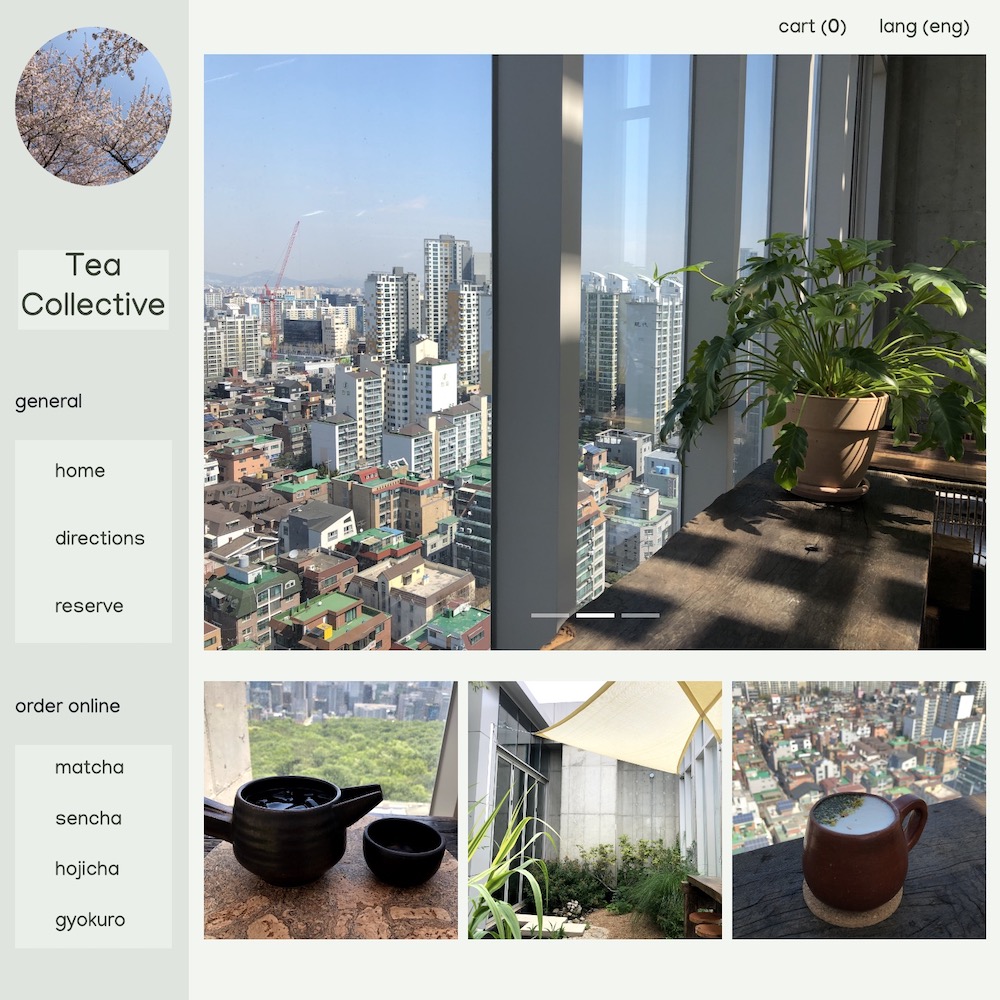 cart (0)
lang (eng)
Tea
Collective
general
home
directions
reserve
order online
matcha
sencha
hojicha
gyokuro